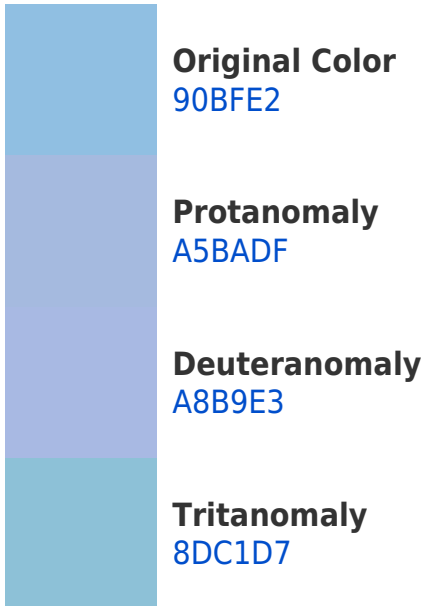 Original Color
90BFE2
Protanomaly
A5BADF
Deuteranomaly
A8B9E3
Tritanomaly
8DC1D7